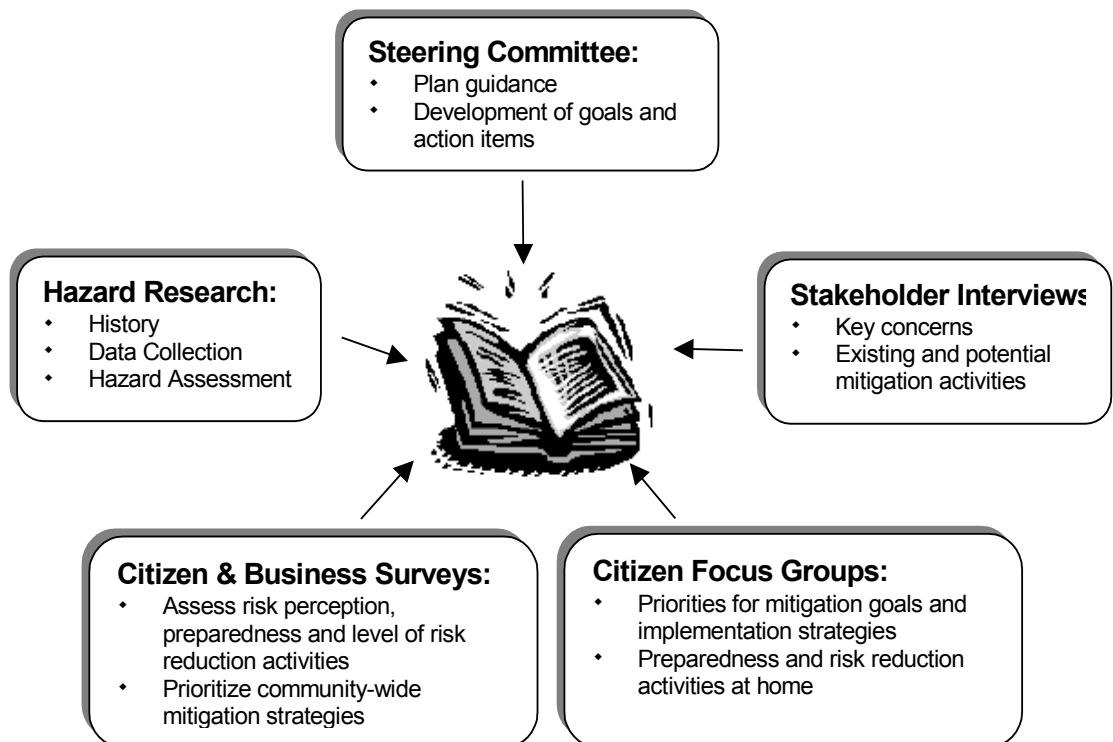 Steering Committee:
• Plan guidance
• Development of goals and
action items
Hazard Research:
• History
• Data Collection
• Hazard Assessment
Stakeholder Interviews
• Key concerns
• Existing and potential
mitigation activities
Citizen & Business Surveys:
• Assess risk perception,
preparedness and level of risk
reduction activities
• Prioritize community-wide
mitigation strategies
Citizen Focus Groups:
• Priorities for mitigation goals and
implementation strategies
• Preparedness and risk reduction
activities at home